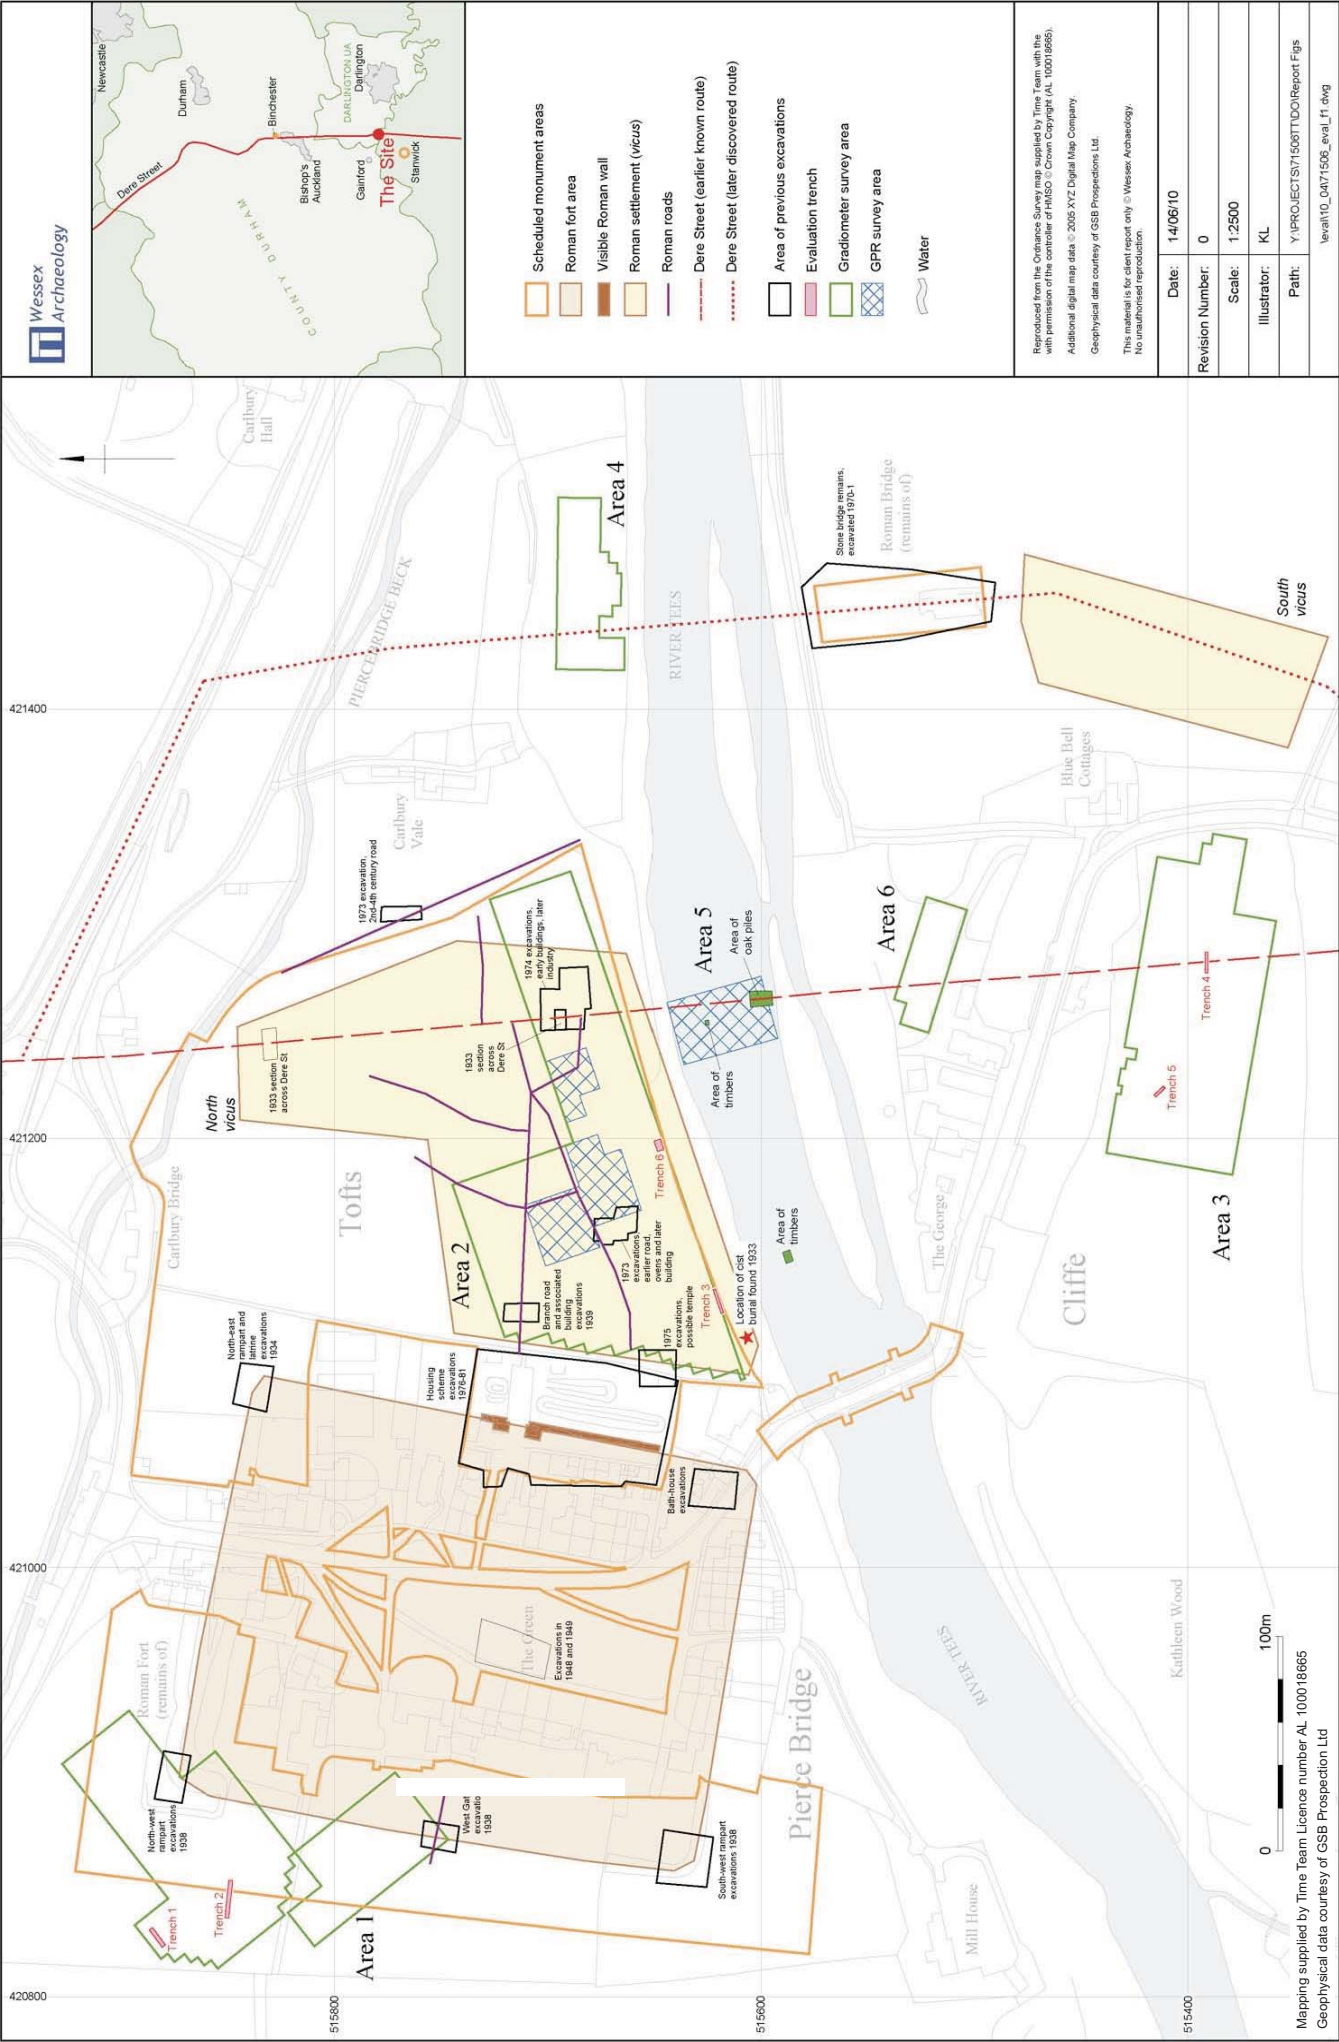 Wessex
Archaeology
Newcastle
Durham
Dere Street
Binchester
COUNTY DURHAM
Bishop's
Auckland
DARLINGTON UA
Darlington
Gainford
The Site
Stanwick
Scheduled monument areas
Roman fort area
Visible Roman wall
Roman settlement (vicus)
Roman roads
Dere Street (earlier known route)
Dere Street (later discovered route)
Area of previous excavations
Evaluation trench
Gradiometer survey area
GPR survey area
Water
Reproduced from the Ordnance Survey map supplied by Time Team with the
with permission of the controller of HMSO © Crown Copyright (AL 100018665).
Additional digital map data © 2005 XYZ Digital Map Company.
Geophysical data courtesy of GSB Prospections Ltd.
This material is for client report only © Wessex Archaeology.
No unauthorised reproduction.
Date:
14/06/10
Revision Number:
0
Scale:
1:2500
Illustrator:
KL
Path:
Y:\PROJECTS\71506TT\DO\Report Figs
\eval\10_04\71506_eval_f1.dwg
420800
421000
421200
421400
515800
515600
515400
Carlbury
Hall
PIERCEBRIDGE BECK
Area 4
RIVER TEES
Stone bridge remains,
excavated 1970-1
Roman Bridge
(remains of)
South
vicus
Blue Bell
Cottages
Carlbury
Vale
1973 excavation,
2nd-4th century road
1974 excavations,
early buildings, later
industry
Area 5
Area of
oak piles
Area of
timbers
Area 6
Trench 4
Trench 5
Area 3
North
vicus
1933 section
across Dere St
1933
section
across
Dere St
Carlbury Bridge
Tofts
Area 2
Trench 6
1973
excavations,
earlier road,
ovens and later
building
Branch road
and associated
building
excavations
1939
1975
excavations,
possible temple
Trench 3
Location of cist
burial found 1933
Area of
timbers
The George
Cliffe
North-east
rampart and
latrine
excavations
1934
Housing
scheme
excavations
1976-81
Bath-house
excavations
The Green
Excavations in
1948 and 1949
Roman Fort
(remains of)
North-west
rampart
excavations
1938
West Gat
excavatio
1938
South-west rampart
excavations 1938
Trench 1
Trench 2
Area 1
Pierce Bridge
RIVER TEES
Kathleen Wood
Mill House
0
100m
Mapping supplied by Time Team Licence number AL 100018665
Geophysical data courtesy of GSB Prospection Ltd